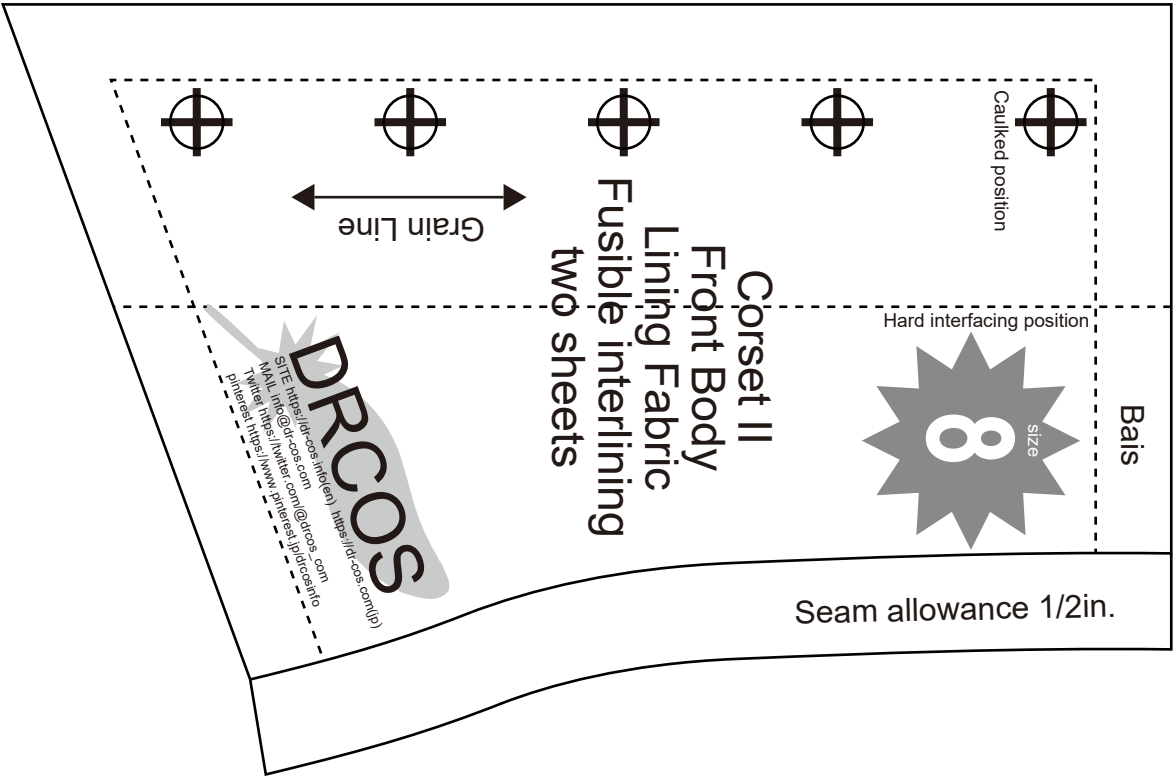 Caulked position
Grain Line
Corset II
Front Body
Lining Fabric
Fusible interlining
two sheets
Hard interfacing position
size
8
Bais
DRCOS
SITE https://dr-cos.info(en) https://dr-cos.com(jp)
MAIL info@dr-cos.com
Twitter https://twitter.com/@drcos_com
pinterest https://www.pinterest.jp/drcosinfo
Seam allowance 1/2in.